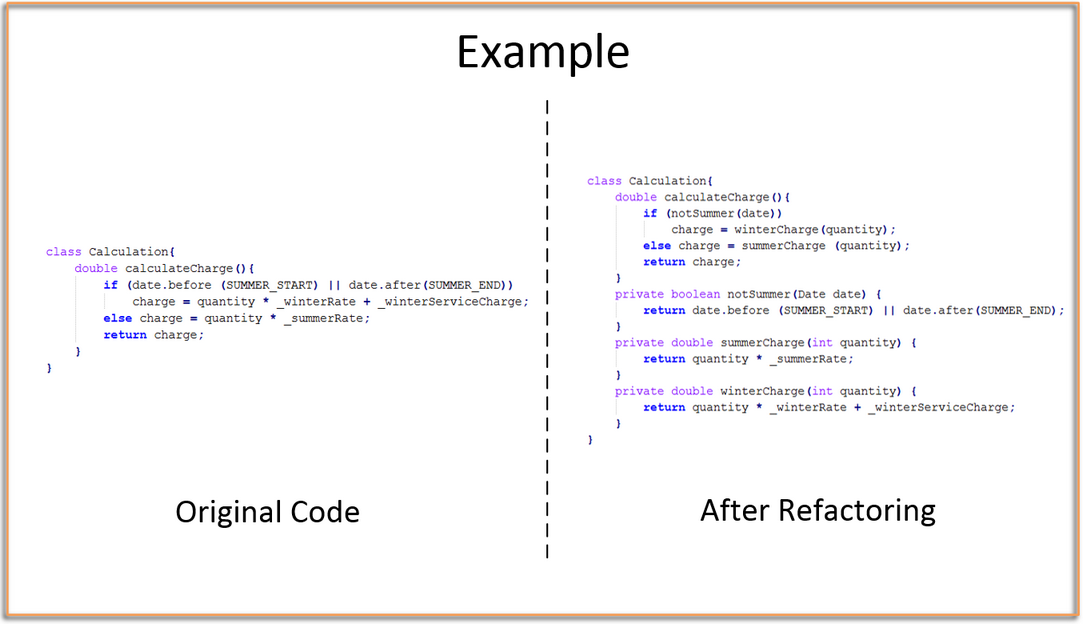 Example
class Calculation{
double calculateCharge(){
if (date.before (SUMMER_START) || date.after(SUMMER_END))
charge = quantity * _winterRate + _winterServiceCharge;
else charge = quantity * _summerRate;
return charge;
}
}
Original Code
class Calculation{
double calculateCharge(){
if (notSummer(date))
charge = winterCharge(quantity);
else charge = summerCharge (quantity);
return charge;
}
private boolean notSummer(Date date) {
return date.before (SUMMER_START) || date.after(SUMMER_END);
}
private double summerCharge(int quantity) {
return quantity * _summerRate;
}
private double winterCharge(int quantity) {
return quantity * _winterRate + _winterServiceCharge;
}
}
After Refactoring